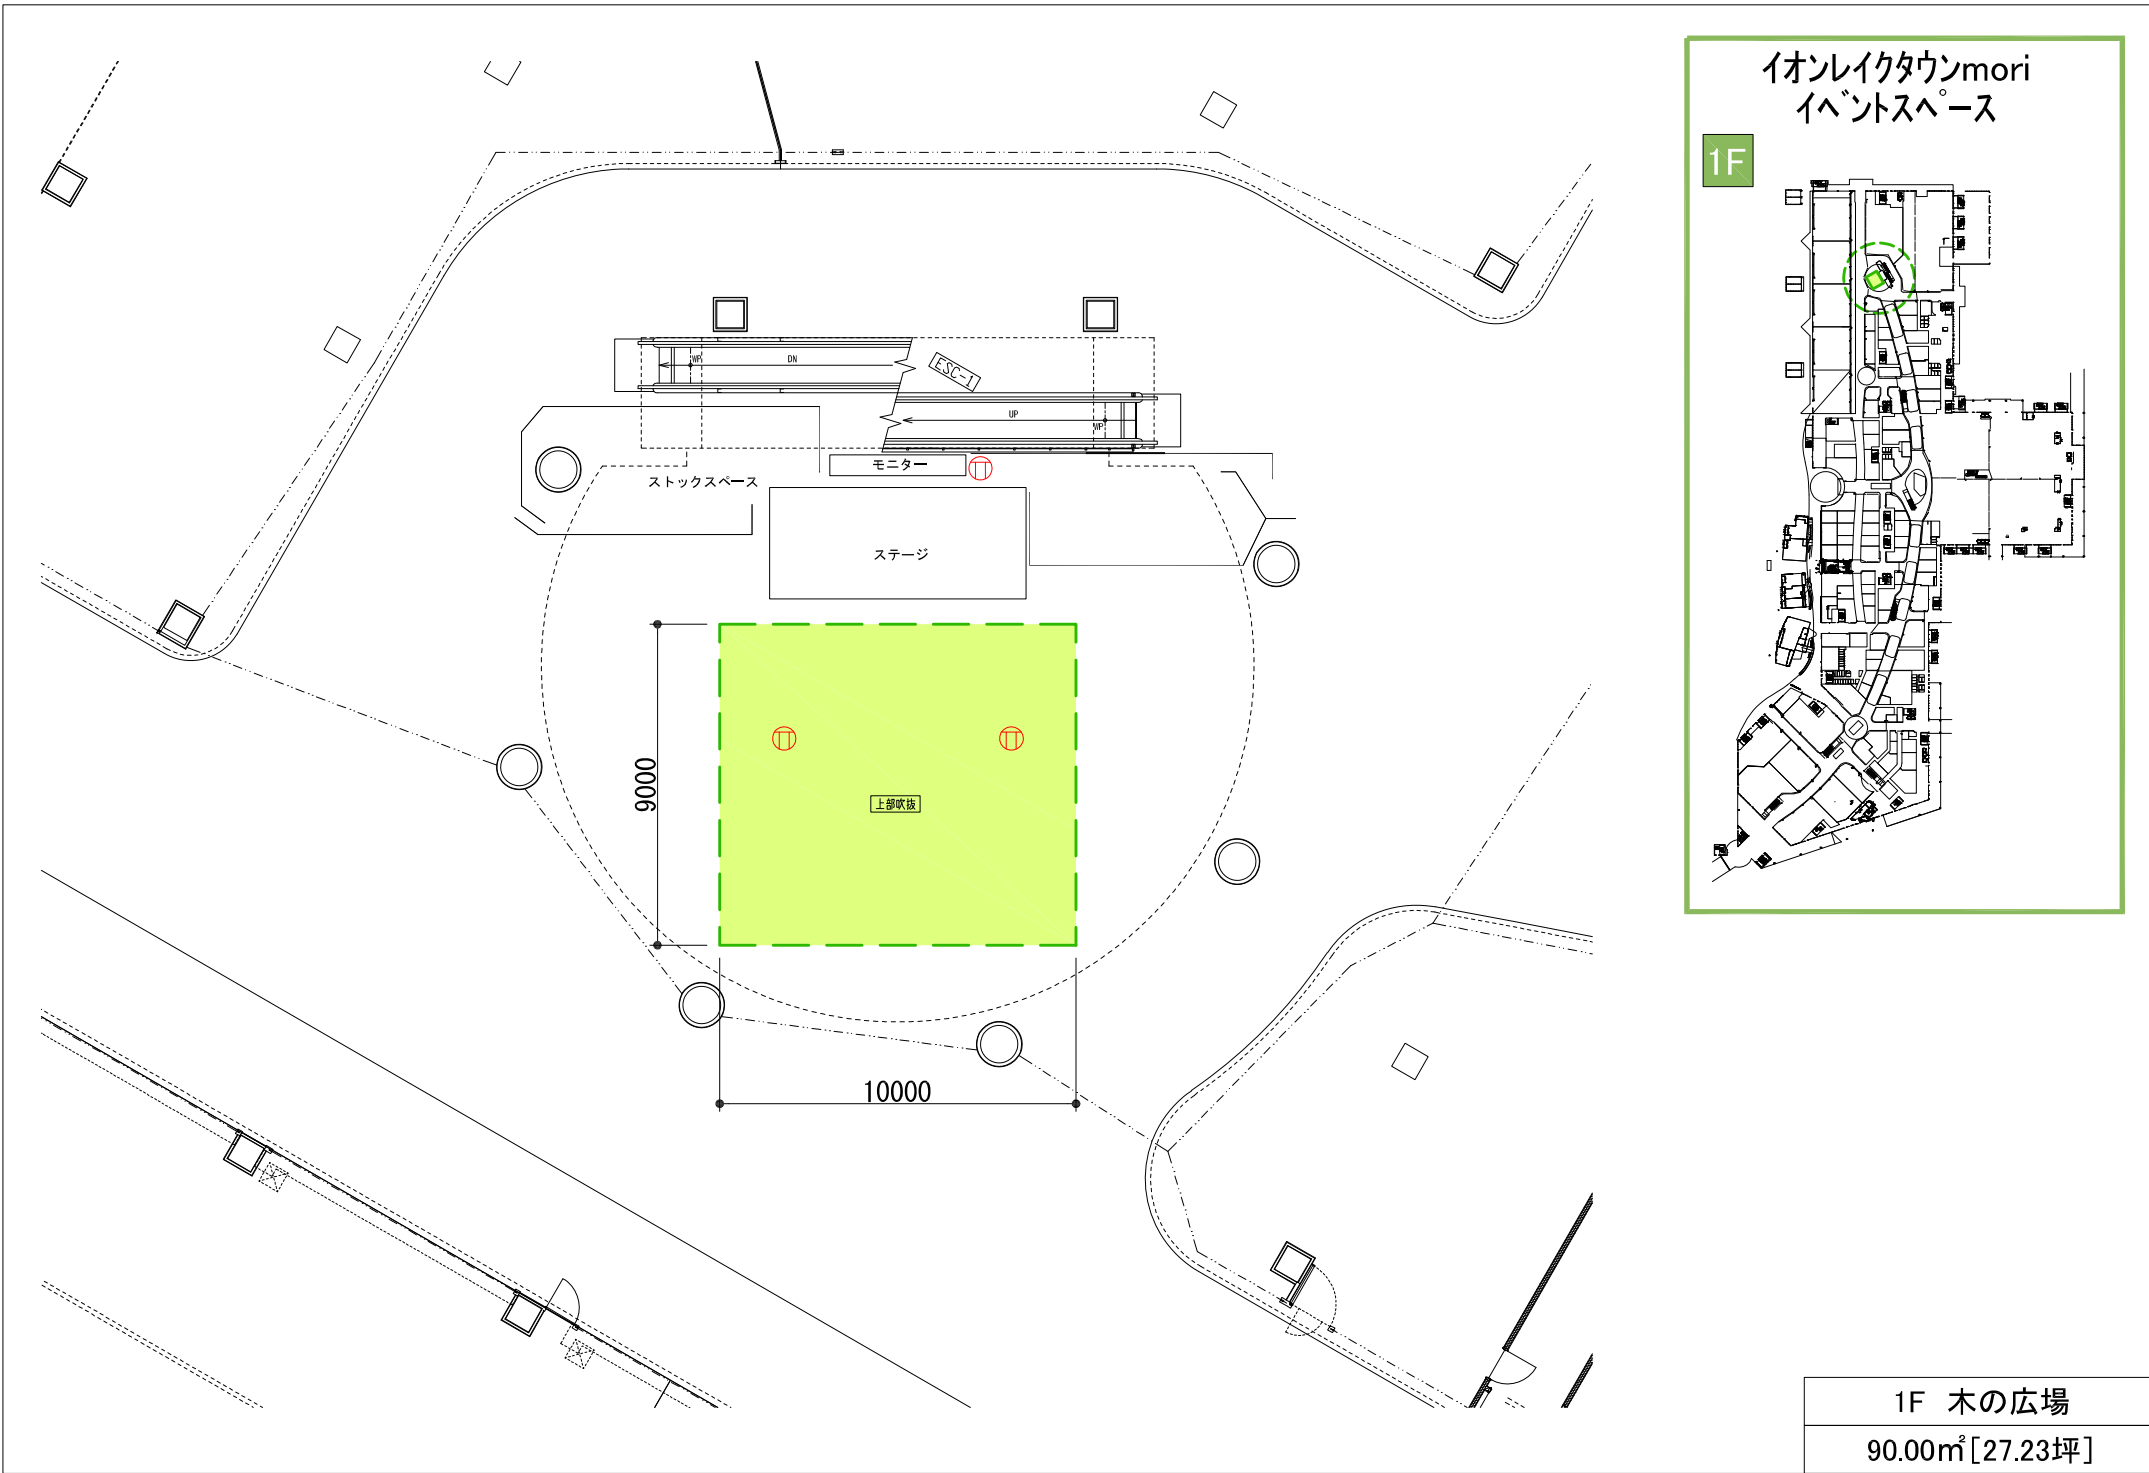 イオンレイクタウンmori
イベントスペース
1F
WP
DN
ESC-1
UP
WP
モニター
ストックスペース
ステージ
9000
上部吹抜
10000
1F 木の広場
90.00㎡[27.23坪]